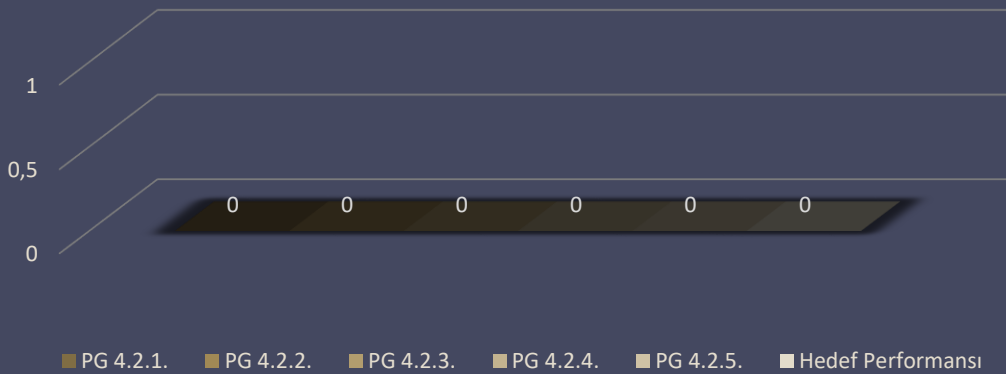 1
0,5
0
0 0 0 0 0 0
PG 4.2.1. PG 4.2.2. PG 4.2.3. PG 4.2.4. PG 4.2.5. Hedef Performansı